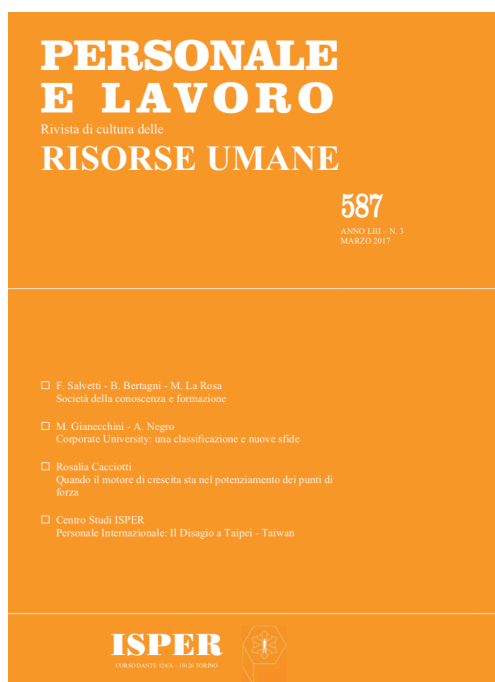 PERSONALE
E LAVORO
Rivista di cultura delle
RISORSE UMANE
587
ANNO LIII – N. 3
MARZO 2017
F. Salvetti - B. Bertagni - M. La Rosa
Società della conoscenza e formazione
M. Gianecchini - A. Negro
Corporate University: una classificazione e nuove sfide
Rosalia Cacciotti
Quando il motore di crescita sta nel potenziamento dei punti di
forza
Centro Studi ISPER
Personale Internazionale: Il Disagio a Taipei - Taiwan
ISPER
CORSO DANTE 124/A – 10126 TORINO